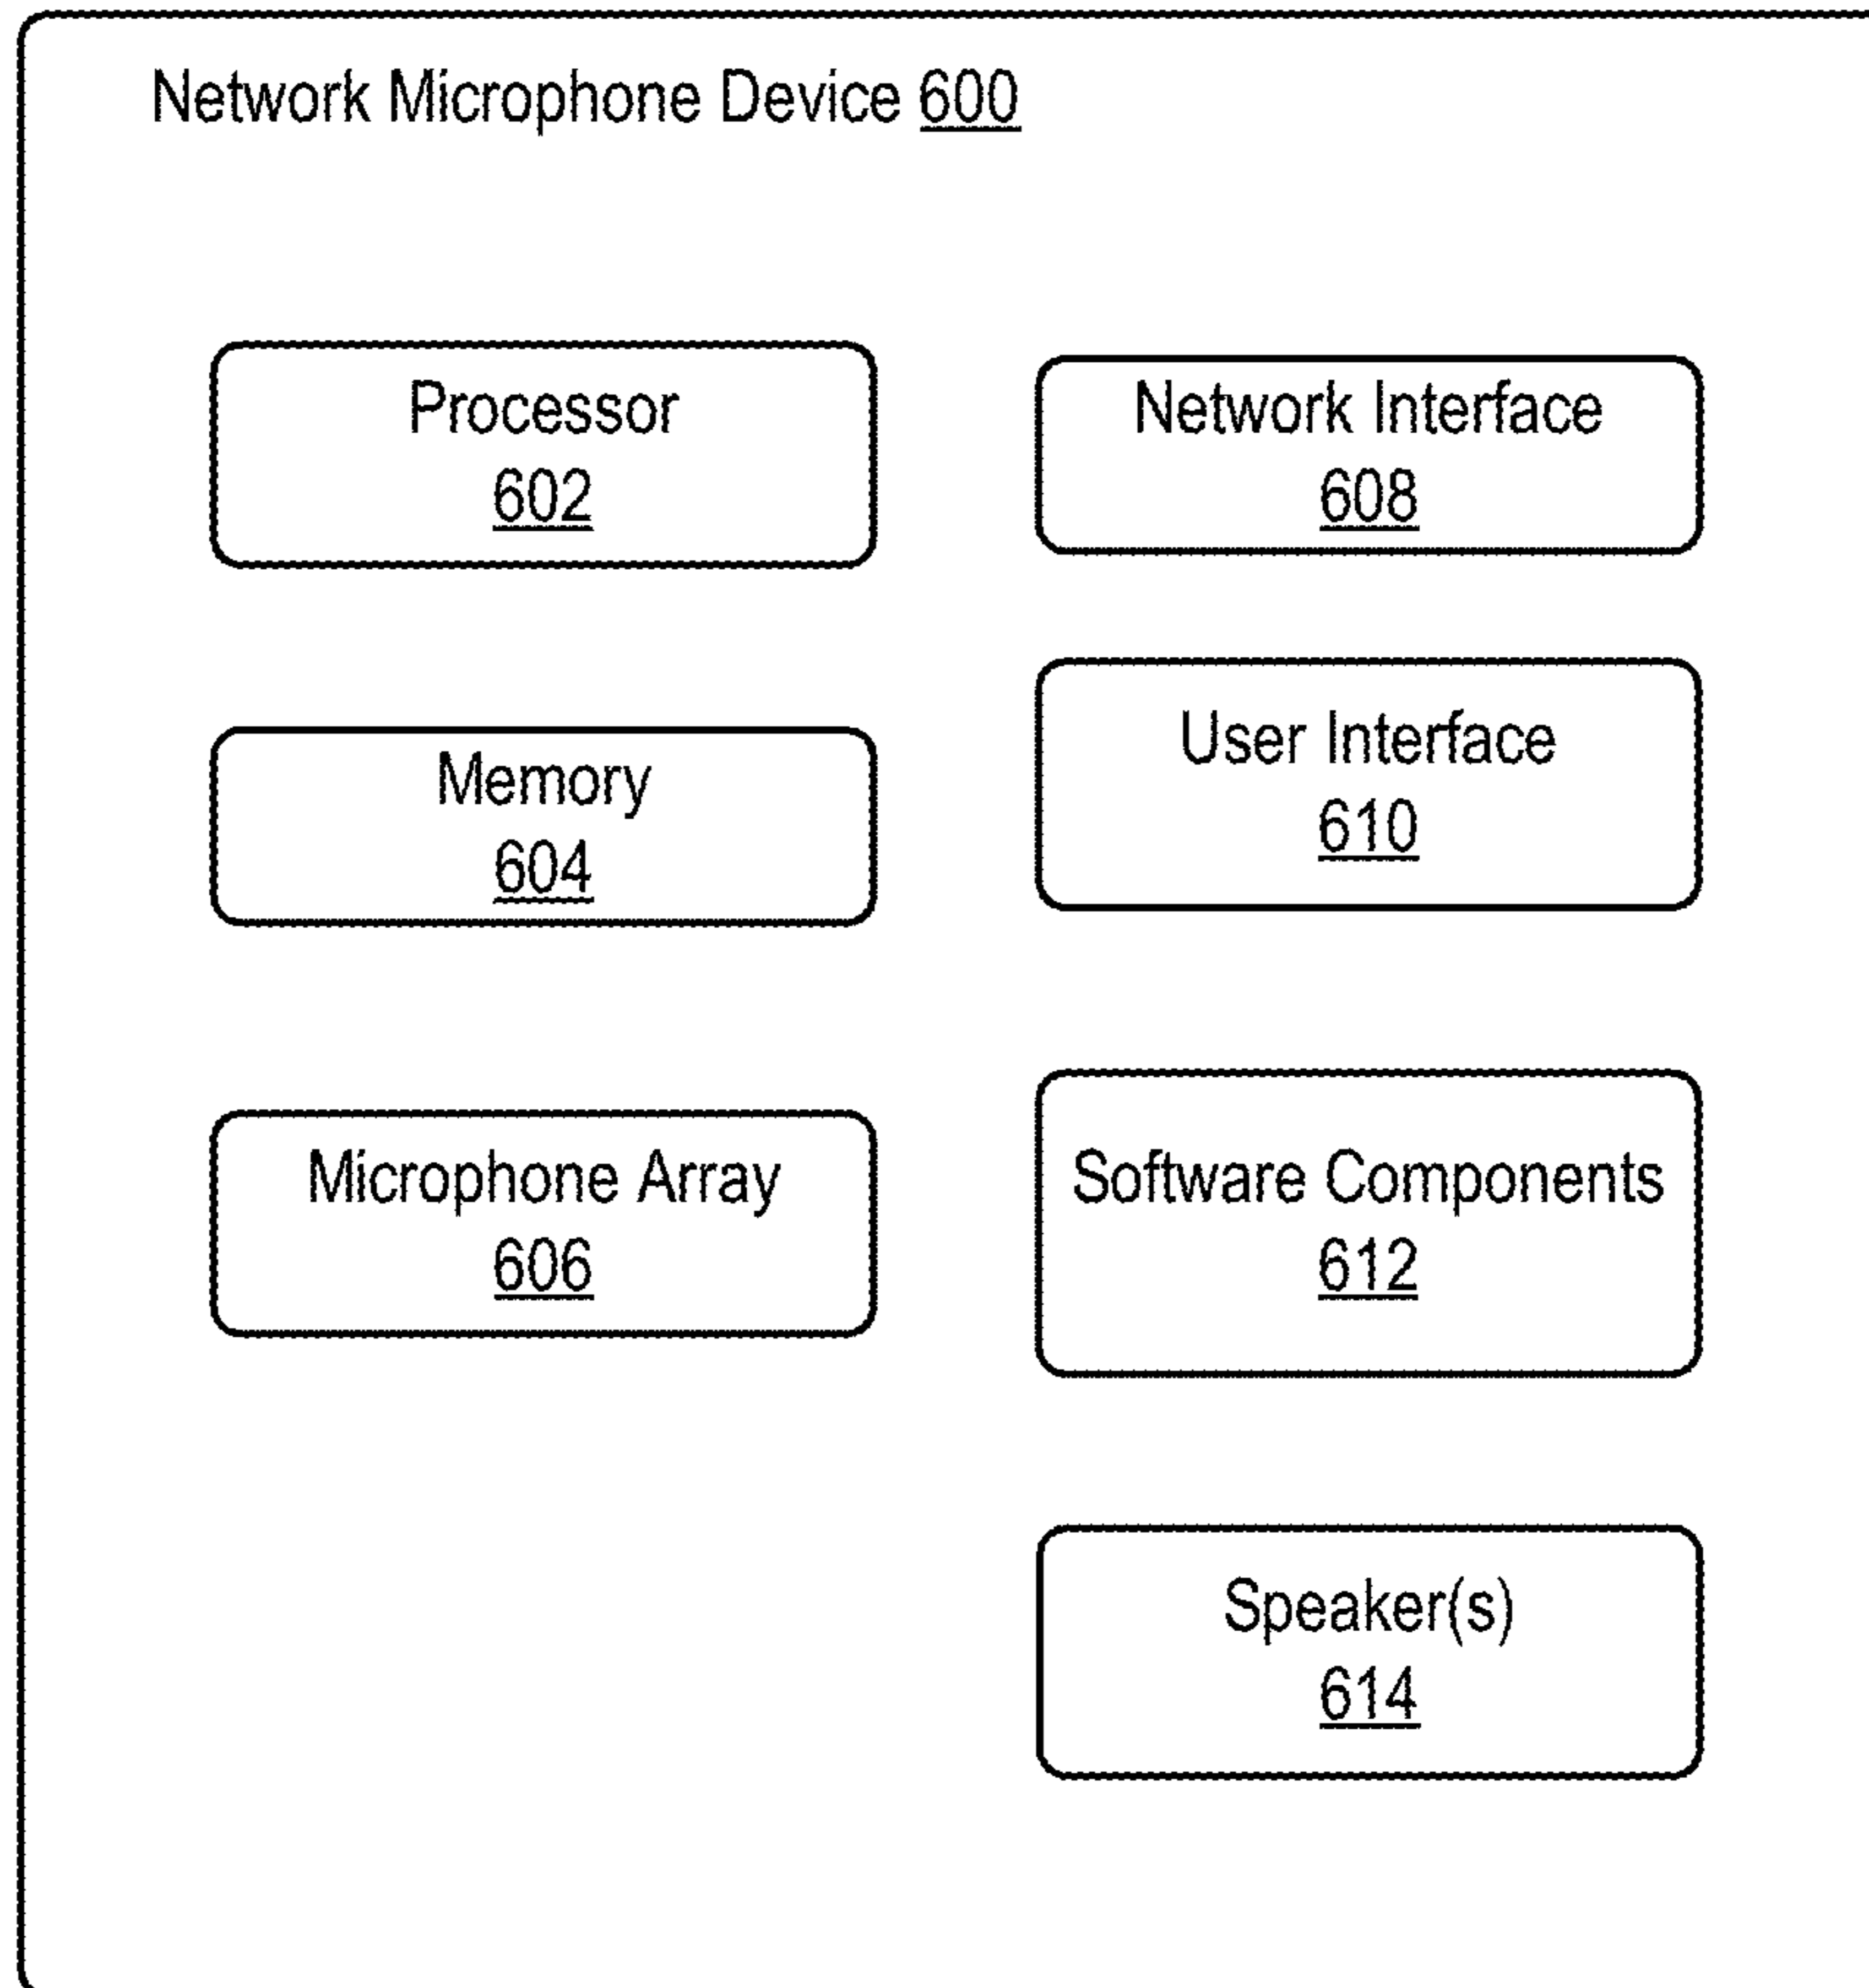 Network Microphone Device 600
Processor
602
Memory
604
Microphone Array
606
Network Interface
608
User Interface
610
Software Components
612
Speaker(s)
614